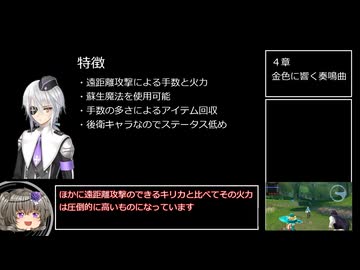 特徴
・遠距離攻撃による手数と火力
・蘇生魔法を使用可能
・手数の多さによるアイテム回収
・後衛キャラなのでステータス低め
４章
金色に響く奏鳴曲
ほかに遠距離攻撃のできるキリカと比べてその火力
は圧倒的に高いものになっています